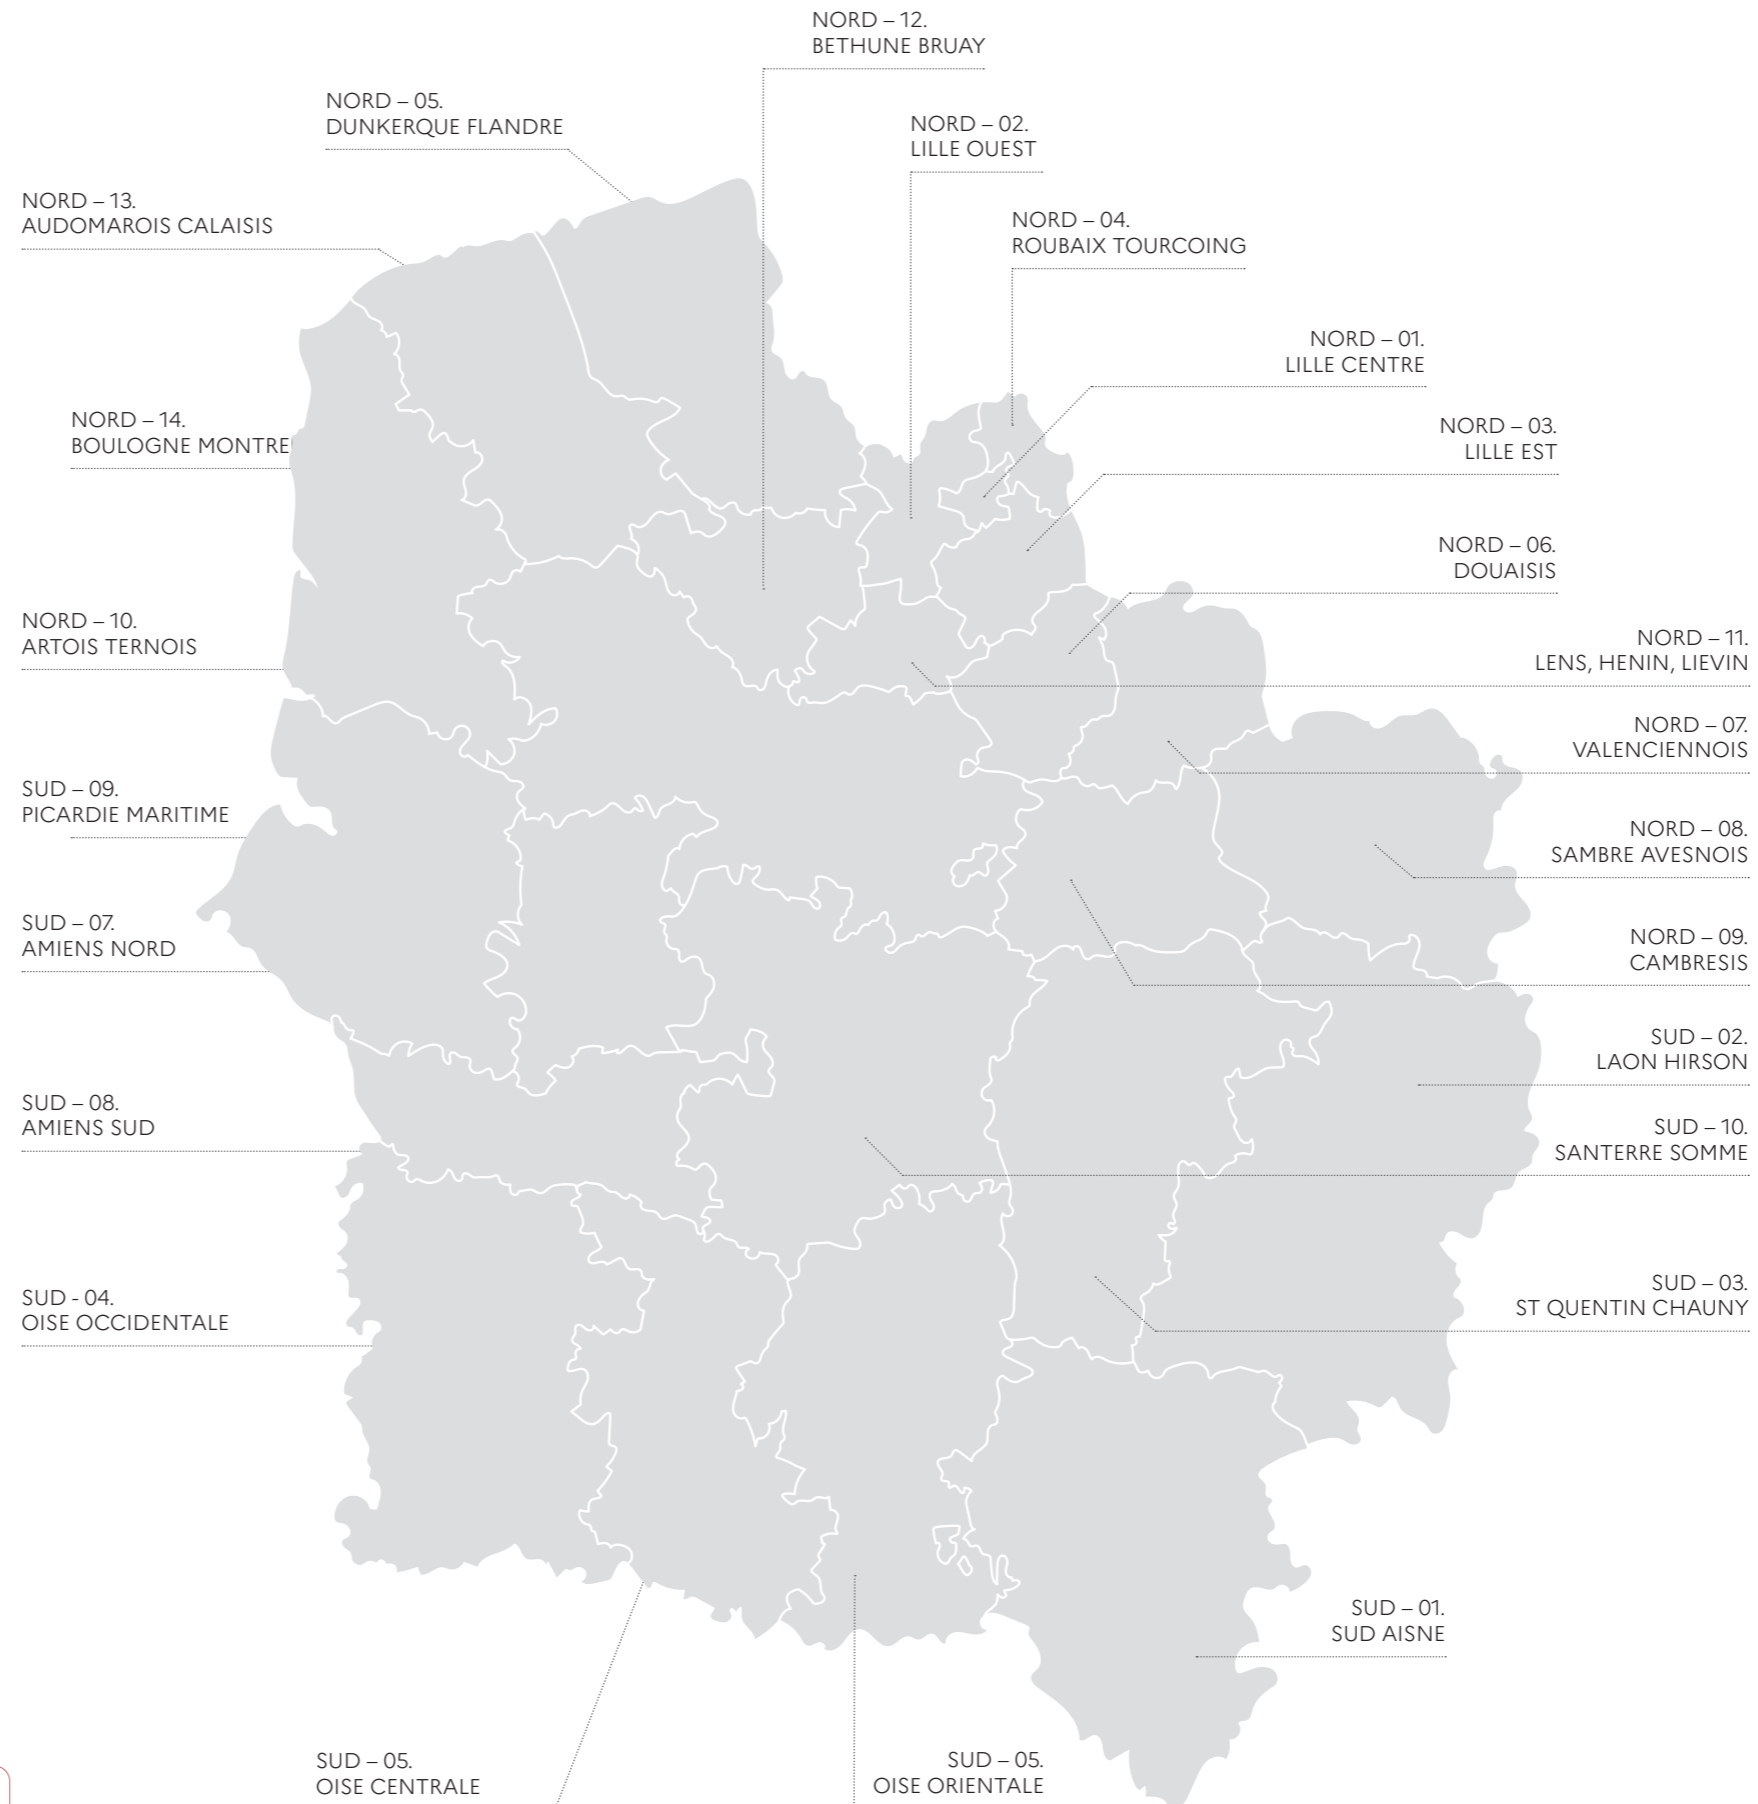 NORD – 12.
BETHUNE BRUAY
NORD – 05.
DUNKERQUE FLANDRE
NORD – 02.
LILLE OUEST
NORD – 13.
AUDOMAROIS CALAISIS
NORD – 04.
ROUBAIX TOURCOING
NORD – 01.
LILLE CENTRE
NORD – 14.
BOULOGNE MONTRE
NORD – 03.
LILLE EST
NORD – 06.
DOUAISIS
NORD – 10.
ARTOIS TERNOIS
NORD – 11.
LENS, HENIN, LIEVIN
NORD – 07.
VALENCIENNOIS
SUD – 09.
PICARDIE MARITIME
NORD – 08.
SAMBRE AVESNOIS
SUD – 07.
AMIENS NORD
NORD – 09.
CAMBRESIS
SUD – 02.
LAON HIRSON
SUD – 08.
AMIENS SUD
SUD – 10.
SANTERRE SOMME
SUD - 04.
OISE OCCIDENTALE
SUD – 03.
ST QUENTIN CHAUNY
SUD – 01.
SUD AISNE
SUD – 05.
OISE CENTRALE
SUD – 05.
OISE ORIENTALE